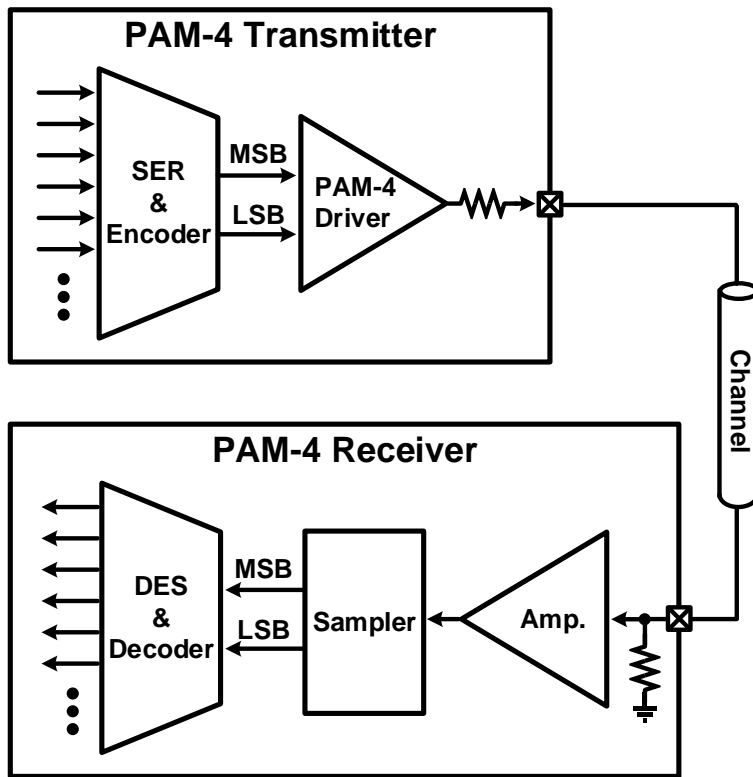 PAM-4 Transmitter
SER
&
Encoder
MSB
LSB
PAM-4
Driver
Channel
PAM-4 Receiver
DES
&
Decoder
MSB
LSB
Sampler
Amp.